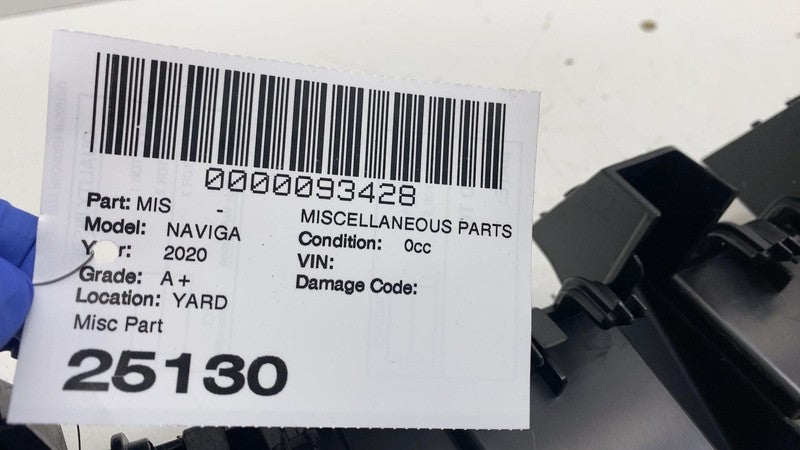 0000093428
Part: MIS - MISCELLANEOUS PARTS
Model: NAVIGA Condition: 0cc
Year: 2020 VIN:
Grade: A+ Damage Code:
Location: YARD
Misc Part
25130